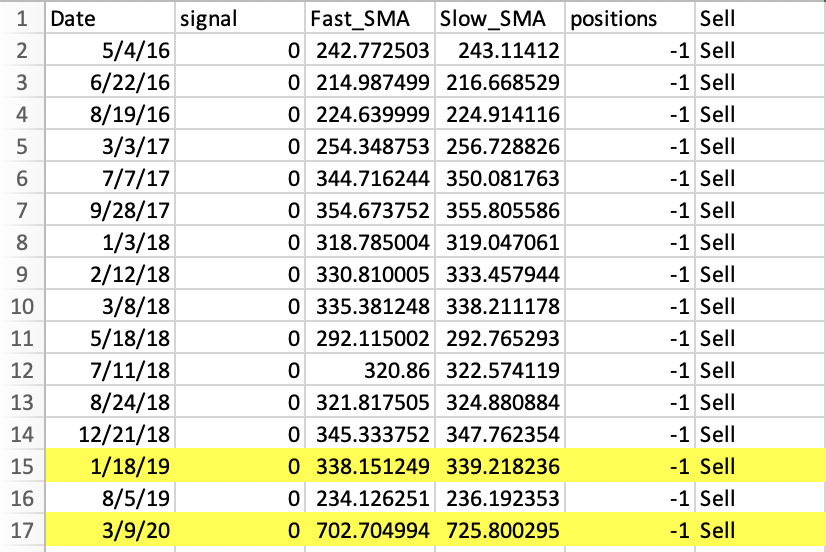 1 Date signal Fast_SMA Slow_SMA positions Sell
2 5/4/16 0 242.772503 243.11412 -1 Sell
3 6/22/16 0 214.987499 216.668529 -1 Sell
4 8/19/16 0 224.639999 224.914116 -1 Sell
5 3/3/17 0 254.348753 256.728826 -1 Sell
6 7/7/17 0 344.716244 350.081763 -1 Sell
7 9/28/17 0 354.673752 355.805586 -1 Sell
8 1/3/18 0 318.785004 319.047061 -1 Sell
9 2/12/18 0 330.810005 333.457944 -1 Sell
10 3/8/18 0 335.381248 338.211178 -1 Sell
11 5/18/18 0 292.115002 292.765293 -1 Sell
12 7/11/18 0 320.86 322.574119 -1 Sell
13 8/24/18 0 321.817505 324.880884 -1 Sell
14 12/21/18 0 345.333752 347.762354 -1 Sell
15 1/18/19 0 338.151249 339.218236 -1 Sell
16 8/5/19 0 234.126251 236.192353 -1 Sell
17 3/9/20 0 702.704994 725.800295 -1 Sell